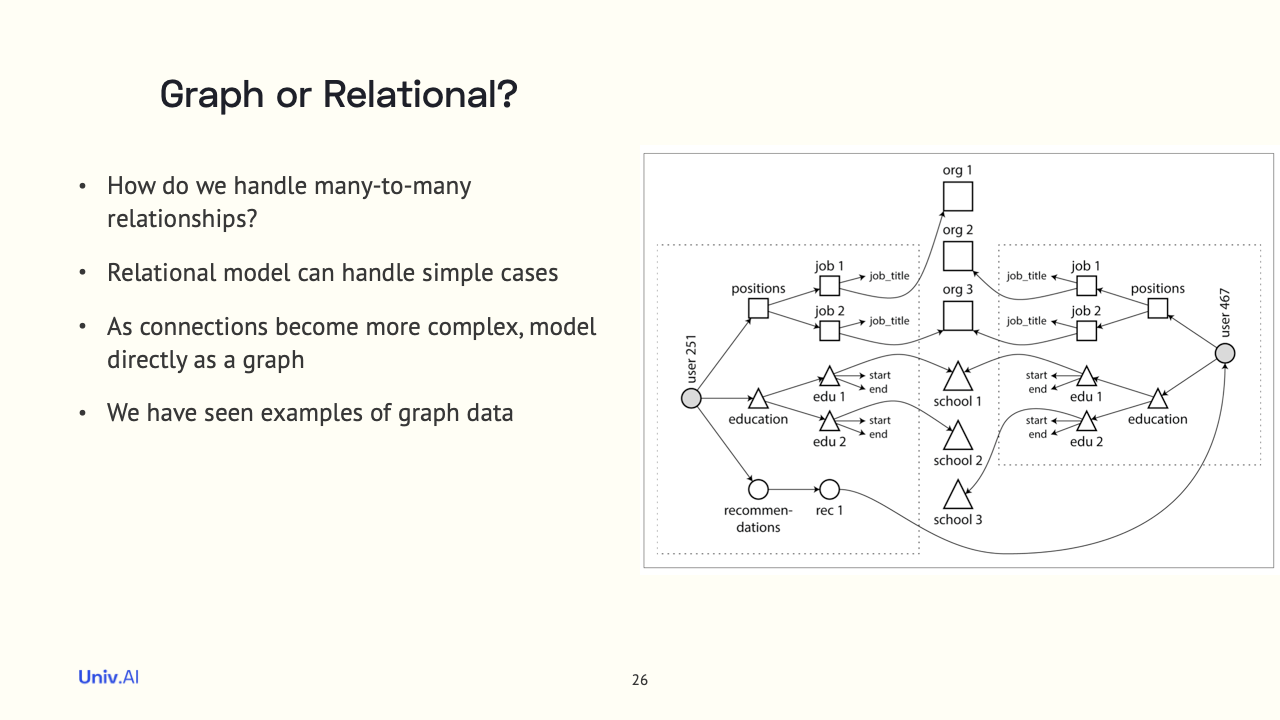 Graph or Relational?
• How do we handle many-to-many
relationships?
• Relational model can handle simple cases
• As connections become more complex, model
directly as a graph
• We have seen examples of graph data
org 1
org 2
org 3
job 1
job_title
job 2
job_title
positions
user 251
education
edu 1
start
end
edu 2
start
end
recommen-
dations
rec 1
school 1
school 2
school 3
job 1
job_title
job 2
job_title
positions
user 467
education
edu 1
start
end
edu 2
start
end
Univ.AI
26